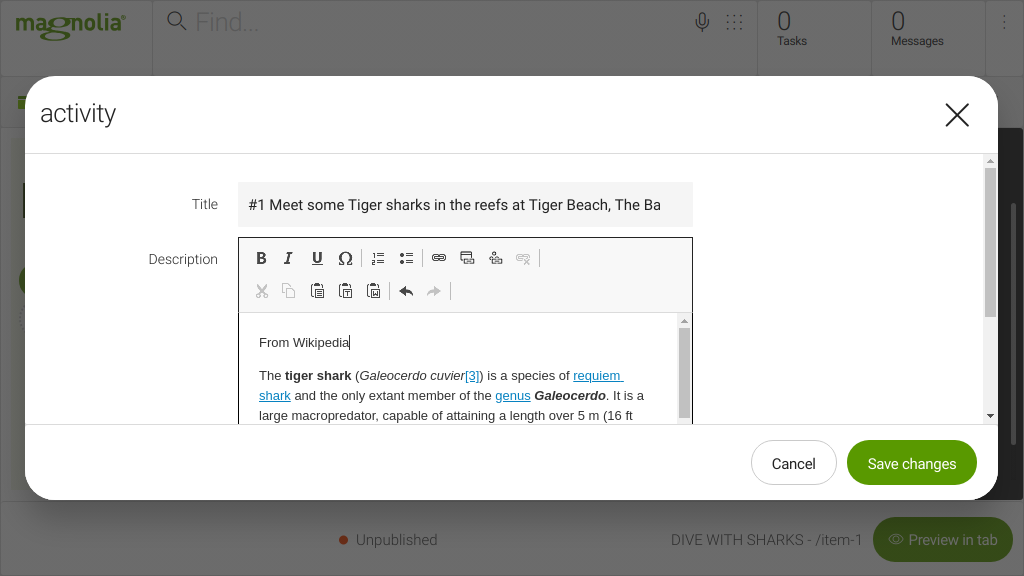 magnolia
Find...
0
Tasks
0
Messages
activity
Title
#1 Meet some Tiger sharks in the reefs at Tiger Beach, The Ba
Description
From Wikipedia
The tiger shark (Galeocerdo cuvier[3]) is a species of requiem
shark and the only extant member of the genus Galeocerdo. It is a
large macropredator, capable of attaining a length over 5 m (16 ft
Cancel
Save changes
Unpublished
DIVE WITH SHARKS - /item-1
Preview in tab